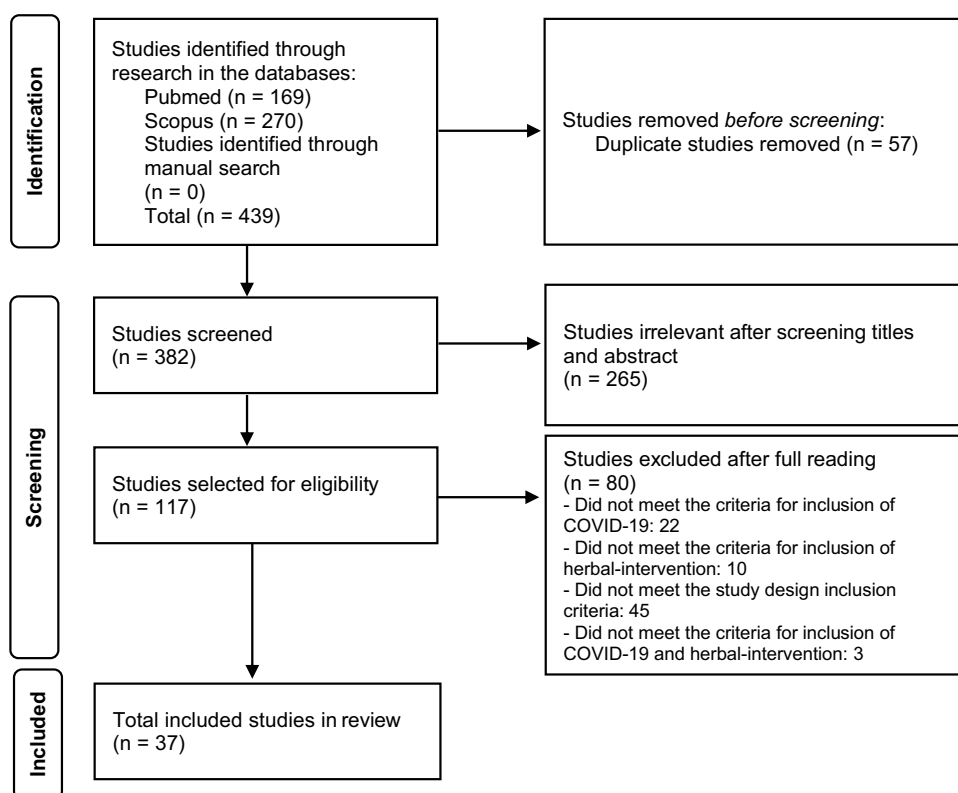 Identification
Studies identified through
research in the databases:
Pubmed (n = 169)
Scopus (n = 270)
Studies identified through
manual search
(n = 0)
Total (n = 439)
Studies removed before screening:
Duplicate studies removed (n = 57)
Screening
Studies screened
(n = 382)
Studies irrelevant after screening titles
and abstract
(n = 265)
Studies selected for eligibility
(n = 117)
Studies excluded after full reading
(n = 80)
- Did not meet the criteria for inclusion of
COVID-19: 22
- Did not meet the criteria for inclusion of
herbal-intervention: 10
- Did not meet the study design inclusion
criteria: 45
- Did not meet the criteria for inclusion of
COVID-19 and herbal-intervention: 3
Included
Total included studies in review
(n = 37)